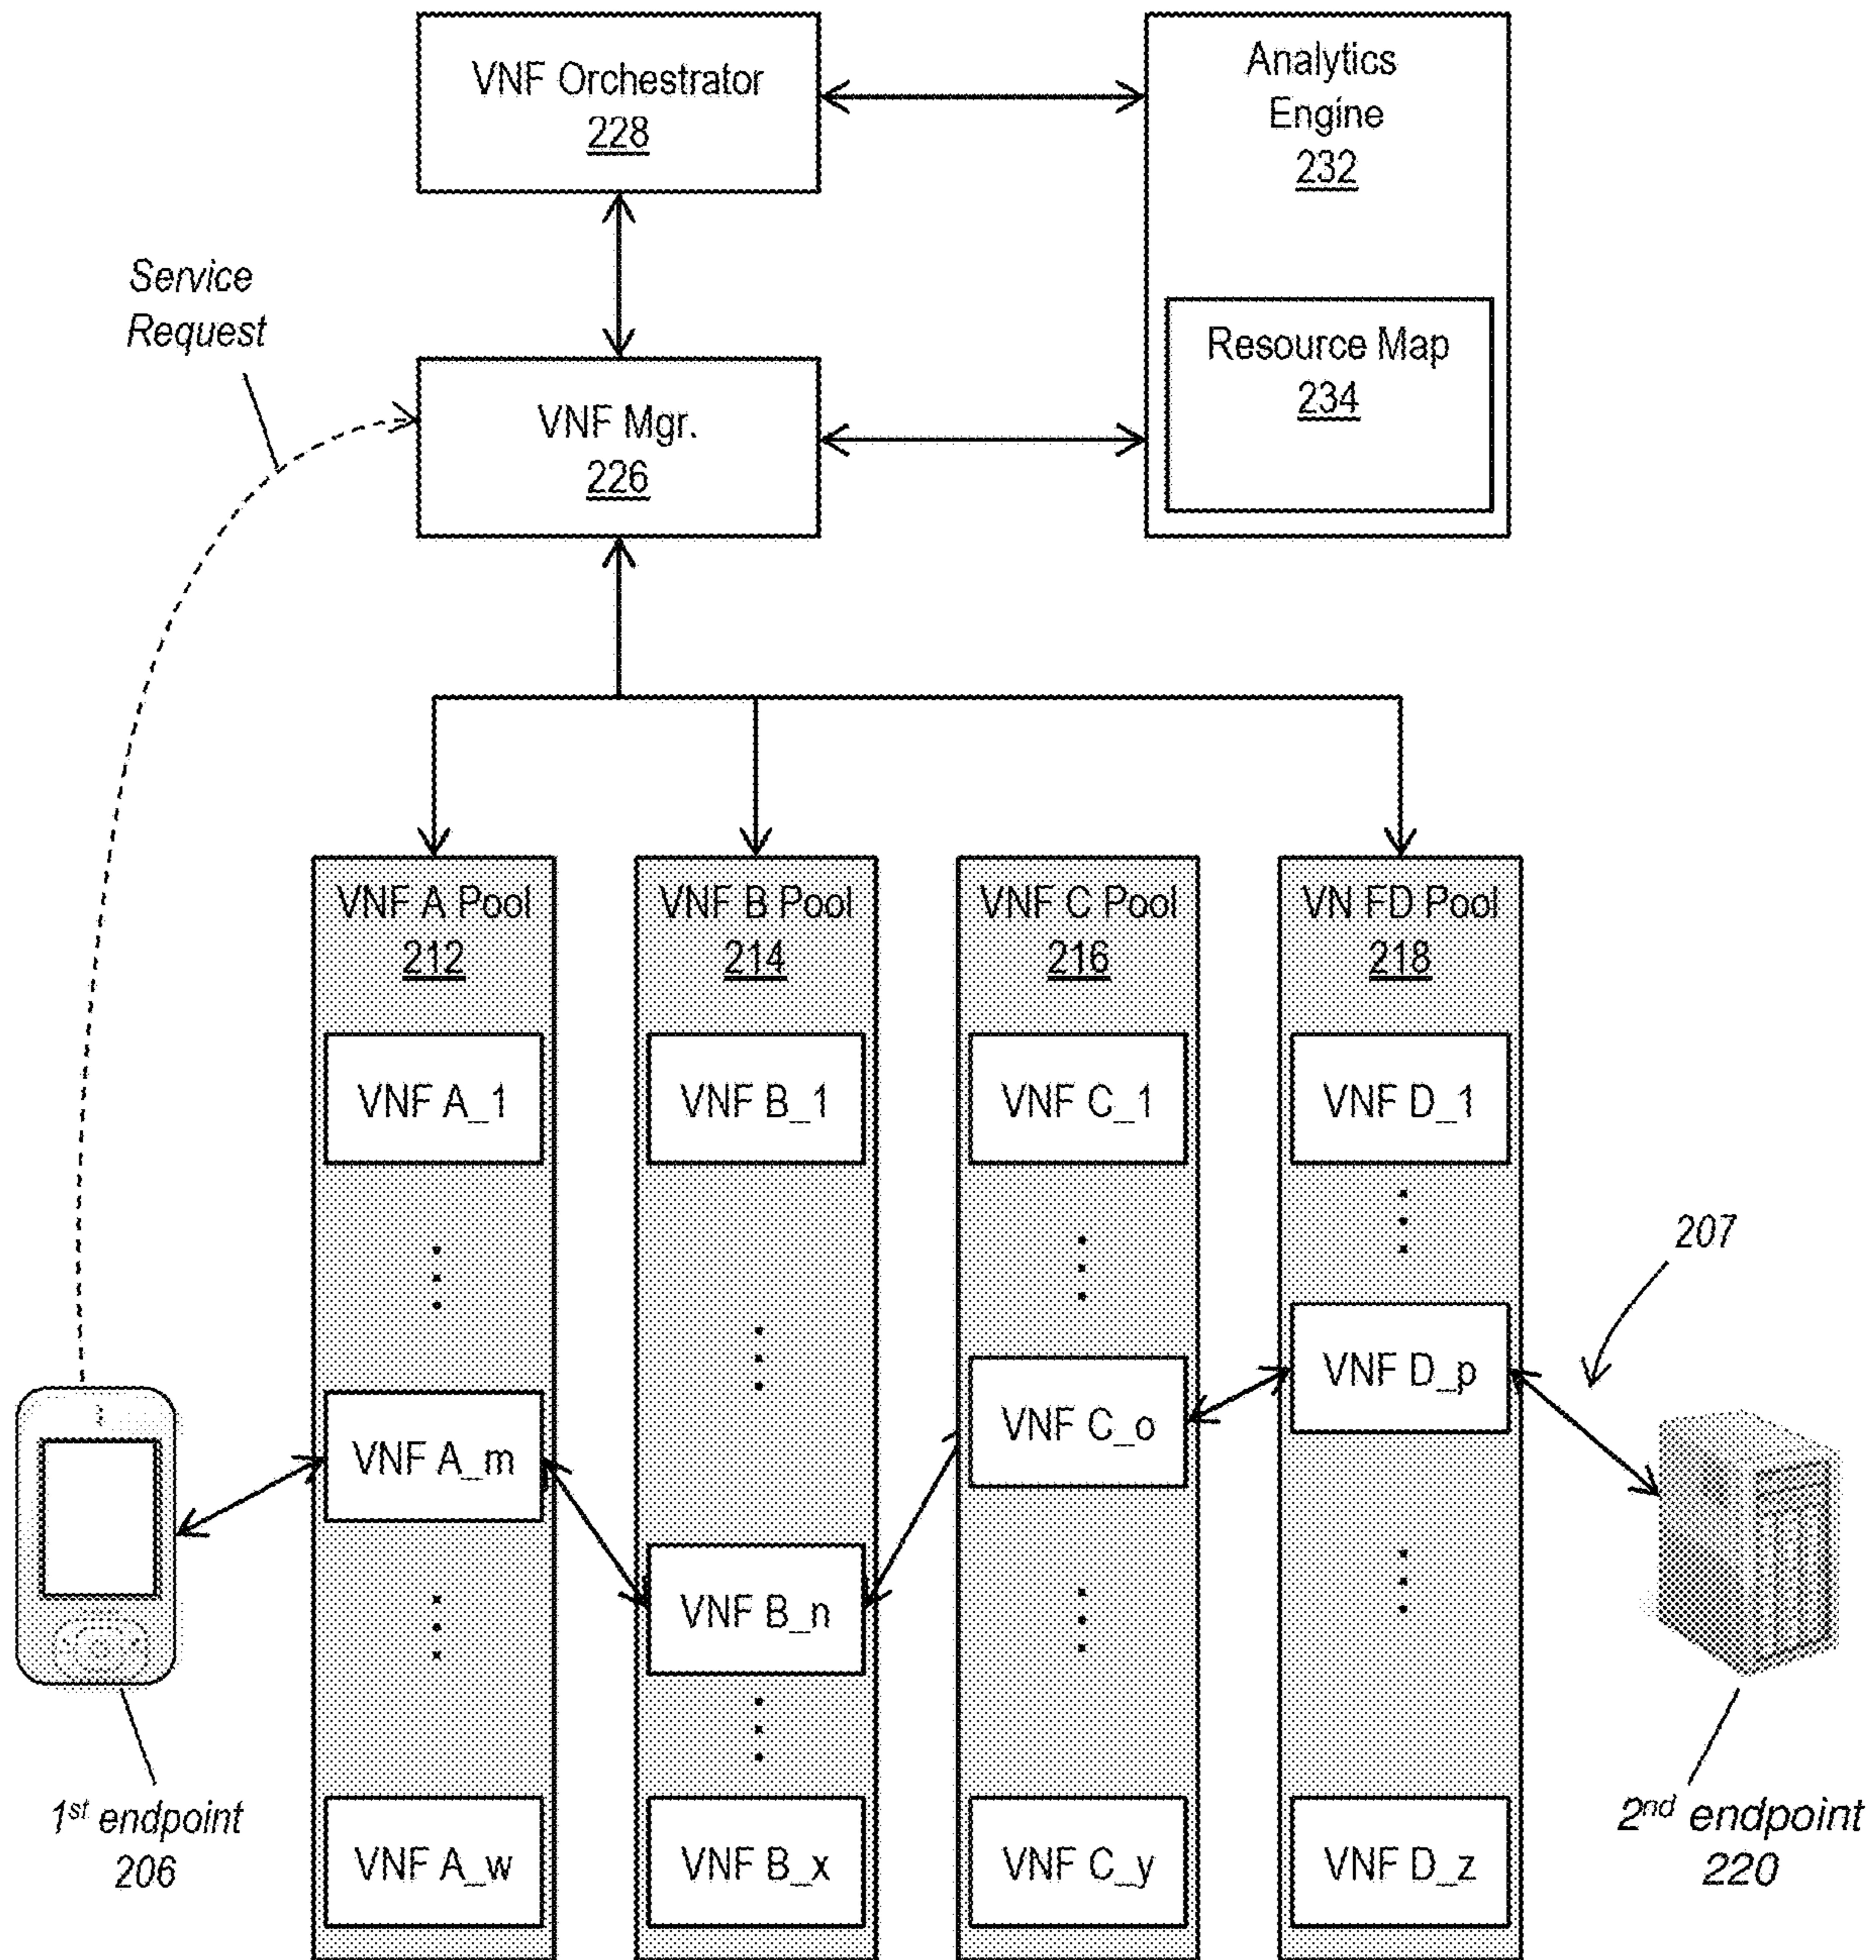 VNF Orchestrator
228
Analytics
Engine
232
Service
Request
Resource Map
234
VNF Mgr.
226
VNF A Pool
212
VNF B Pool
214
VNF C Pool
216
VN FD Pool
218
VNF A_1
VNF B_1
VNF C_1
VNF D_1
207
VNF D_p
VNF C_o
VNF A_m
VNF B_n
1st endpoint
206
VNF A_w
VNF B_x
VNF C_y
VNF D_z
2nd endpoint
220